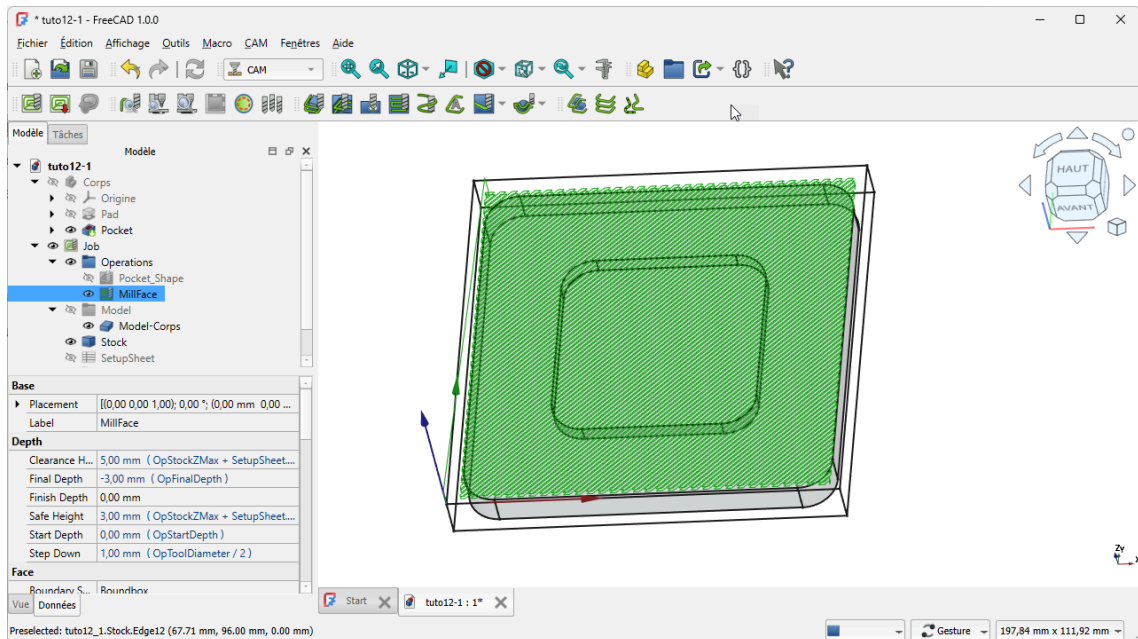 * tuto12-1 - FreeCAD 1.0.0
Fichier Édition Affichage Outils Macro CAM Fenêtres Aide
CAM
Modèle Tâches
Modèle
tuto12-1
Corps
Origine
Pad
Pocket
Job
Operations
Pocket_Shape
MillFace
Model
Model-Corps
Stock
SetupSheet
Base
Placement [(0,00 0,00 1,00); 0,00 °; (0,00 mm 0,00 ...
Label MillFace
Depth
Clearance H... 5,00 mm ( OpStockZMax + SetupSheet....
Final Depth -3,00 mm ( OpFinalDepth )
Finish Depth 0,00 mm
Safe Height 3,00 mm ( OpStockZMax + SetupSheet....
Start Depth 0,00 mm ( OpStartDepth )
Step Down 1,00 mm ( OpToolDiameter / 2 )
Face
Boundary S... Boundbox
Vue Données
HAUT
AVANT
Z Y X
Start tuto12-1 : 1*
Preselected: tuto12_1.Stock.Edge12 (67.71 mm, 96.00 mm, 0.00 mm)
Gesture 197,84 mm x 111,92 mm